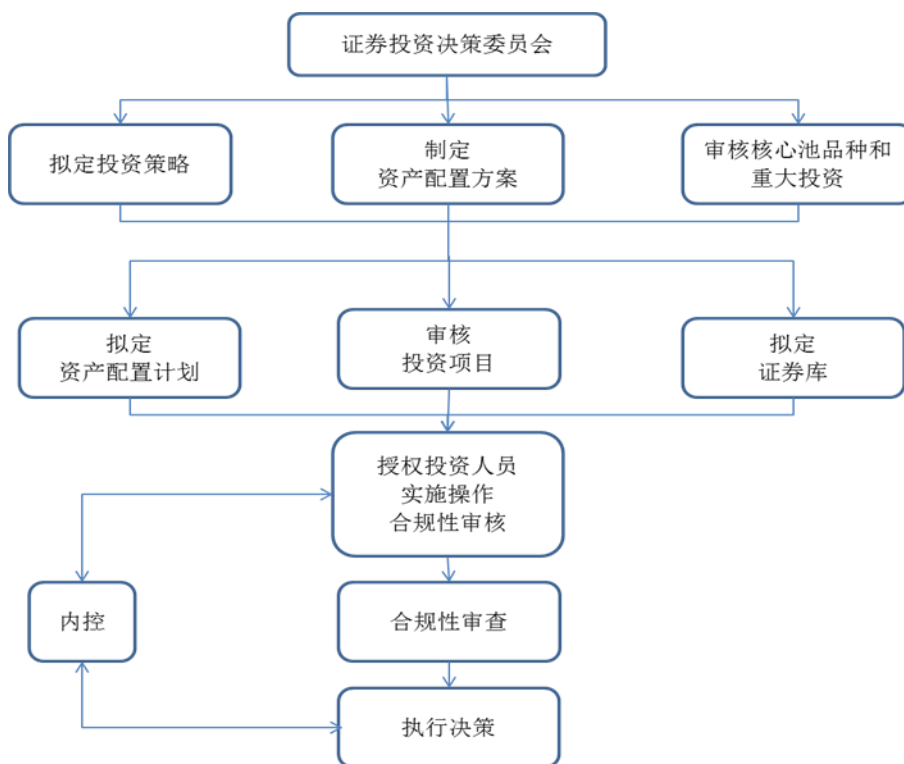 证券投资决策委员会
拟定投资策略
制定
资产配置方案
审核核心池品种和
重大投资
拟定
资产配置计划
审核
投资项目
拟定
证券库
授权投资人员
实施操作
合规性审核
内控
合规性审查
执行决策